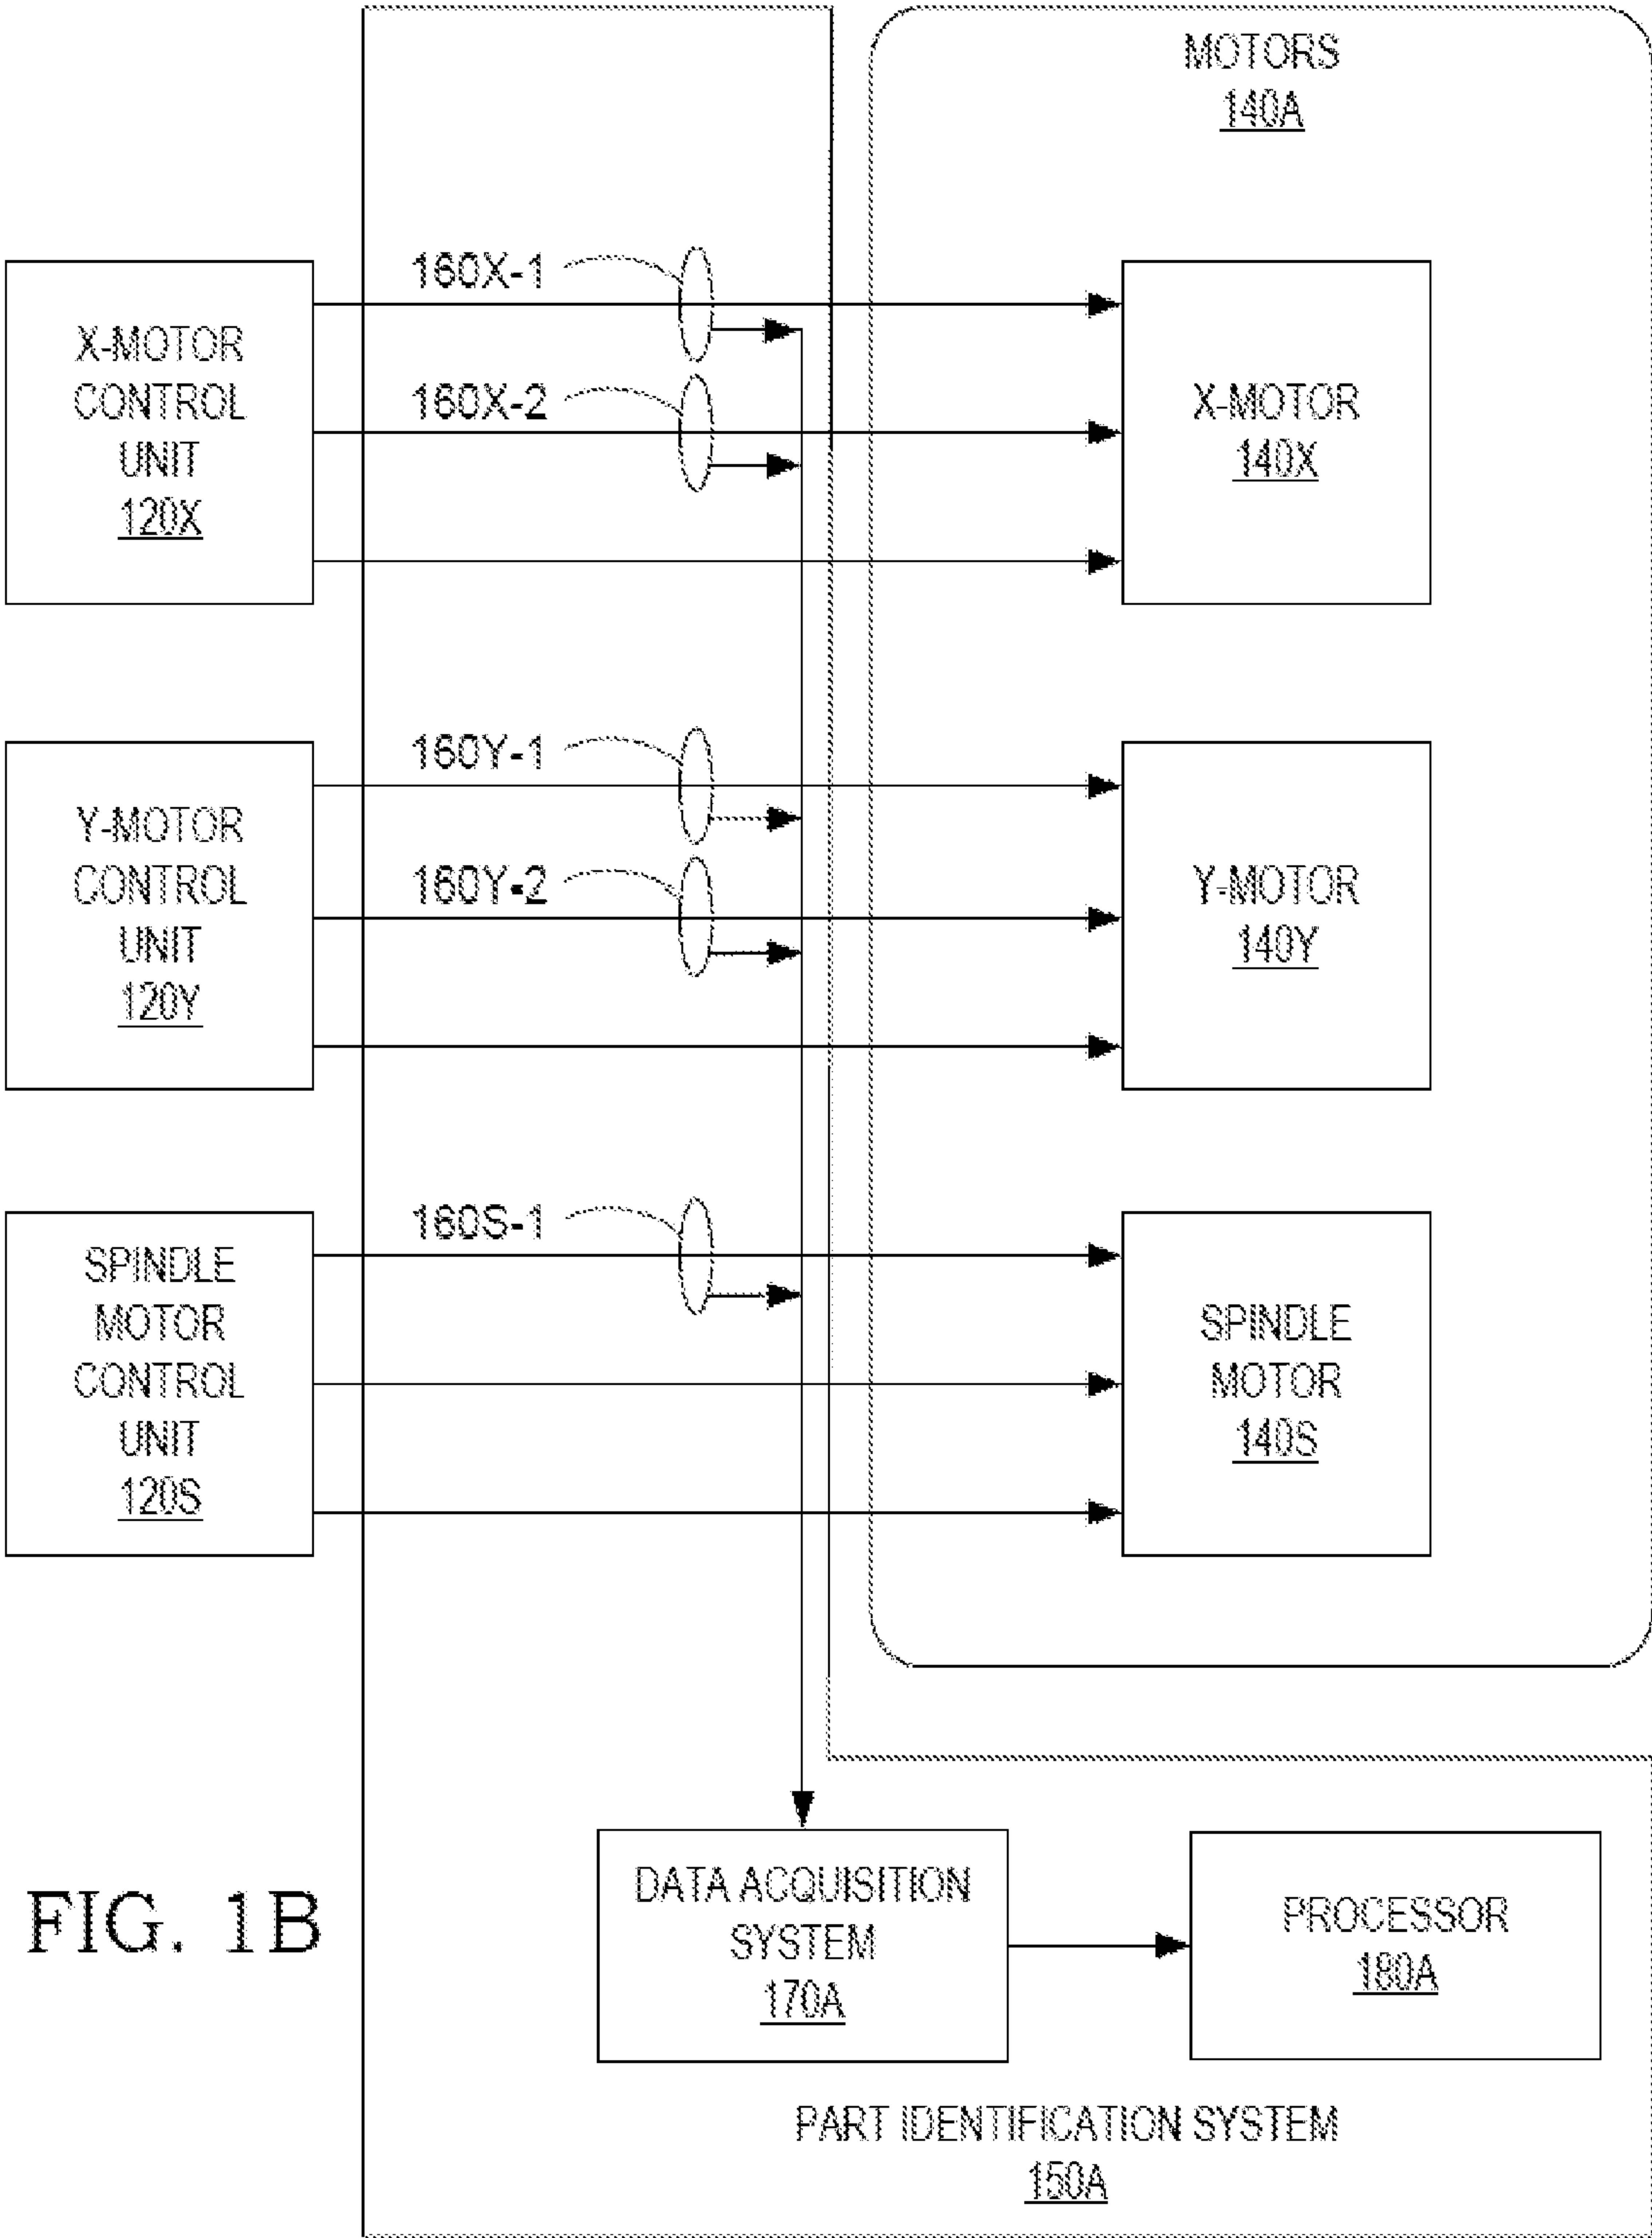 MOTORS
140A
X-MOTOR
CONTROL
UNIT
120X
160X-1
160X-2
X-MOTOR
140X
Y-MOTOR
CONTROL
UNIT
120Y
160Y-1
160Y-2
Y-MOTOR
140Y
SPINDLE
MOTOR
CONTROL
UNIT
120S
160S-1
SPINDLE
MOTOR
140S
FIG. 1B
DATA ACQUISITION
SYSTEM
170A
PROCESSOR
180A
PART IDENTIFICATION SYSTEM
150A